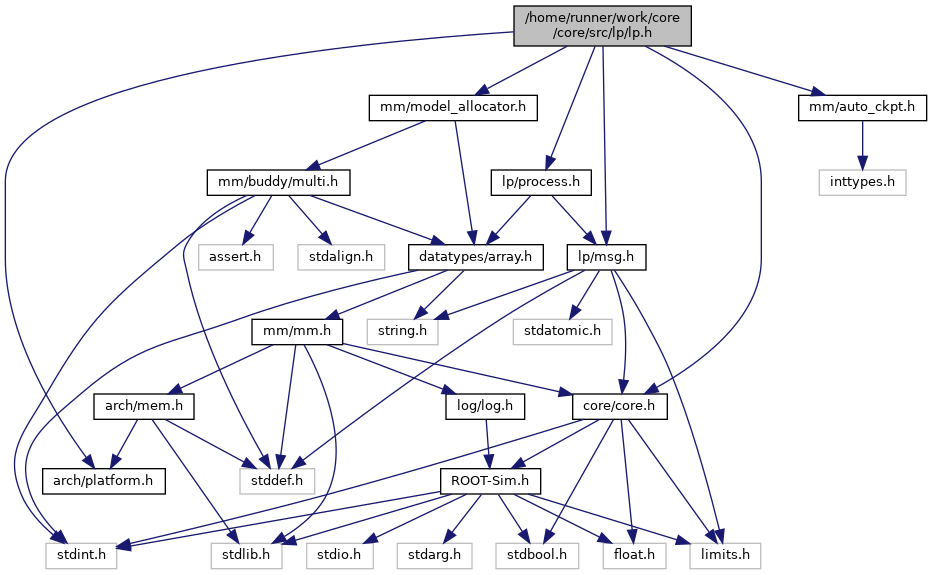 /home/runner/work/core
/core/src/lp/lp.h
mm/model_allocator.h
mm/auto_ckpt.h
mm/buddy/multi.h
lp/process.h
inttypes.h
assert.h
stdalign.h
datatypes/array.h
lp/msg.h
mm/mm.h
string.h
stdatomic.h
arch/mem.h
log/log.h
core/core.h
arch/platform.h
stddef.h
ROOT-Sim.h
stdint.h
stdlib.h
stdio.h
stdarg.h
stdbool.h
float.h
limits.h